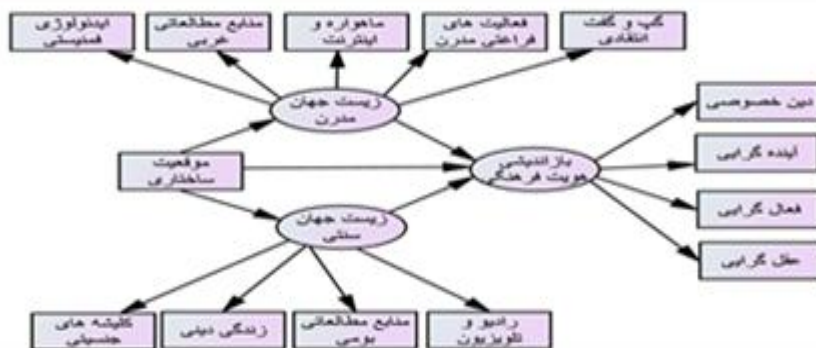 گپ و گفت
انتقادی
فعالیت های
فراغتی مدرن
ماهواره و
اینترنت
منابع مطالعاتی
غربی
ایدئولوژی
فمنیستی
زیست جهان
مدرن
دین خصوصی
موقعیت
ساختاری
بازاندیشی
هویت فرهنگی
آینده گرایی
فعال گرایی
زیست جهان
سنتی
عقل گرایی
رادیو و
تلویزیون
منابع مطالعاتی
بومی
زندگی دینی
کلیشه های
جنسیتی